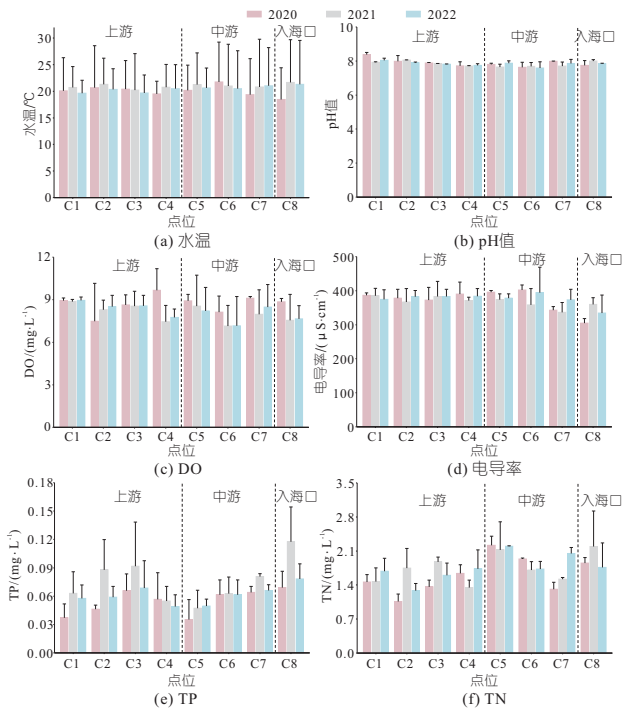 2020 2021 2022
上游 中游 入海口
水温/℃
30
25
20
15
10
5
0
C1 C2 C3 C4 C5 C6 C7 C8
点位
(a) 水温
上游 中游 入海口
pH值
10
8
6
4
2
0
C1 C2 C3 C4 C5 C6 C7 C8
点位
(b) pH值
上游 中游 入海口
DO/(mg·L⁻¹)
12
9
6
3
0
C1 C2 C3 C4 C5 C6 C7 C8
点位
(c) DO
上游 中游 入海口
电导率/(μS·cm⁻¹)
500
400
300
200
100
0
C1 C2 C3 C4 C5 C6 C7 C8
点位
(d) 电导率
上游 中游 入海口
TP/(mg·L⁻¹)
0.18
0.15
0.12
0.09
0.06
0.03
0.00
C1 C2 C3 C4 C5 C6 C7 C8
点位
(e) TP
上游 中游 入海口
TN/(mg·L⁻¹)
3.5
2.8
2.1
1.4
0.7
0.0
C1 C2 C3 C4 C5 C6 C7 C8
点位
(f) TN